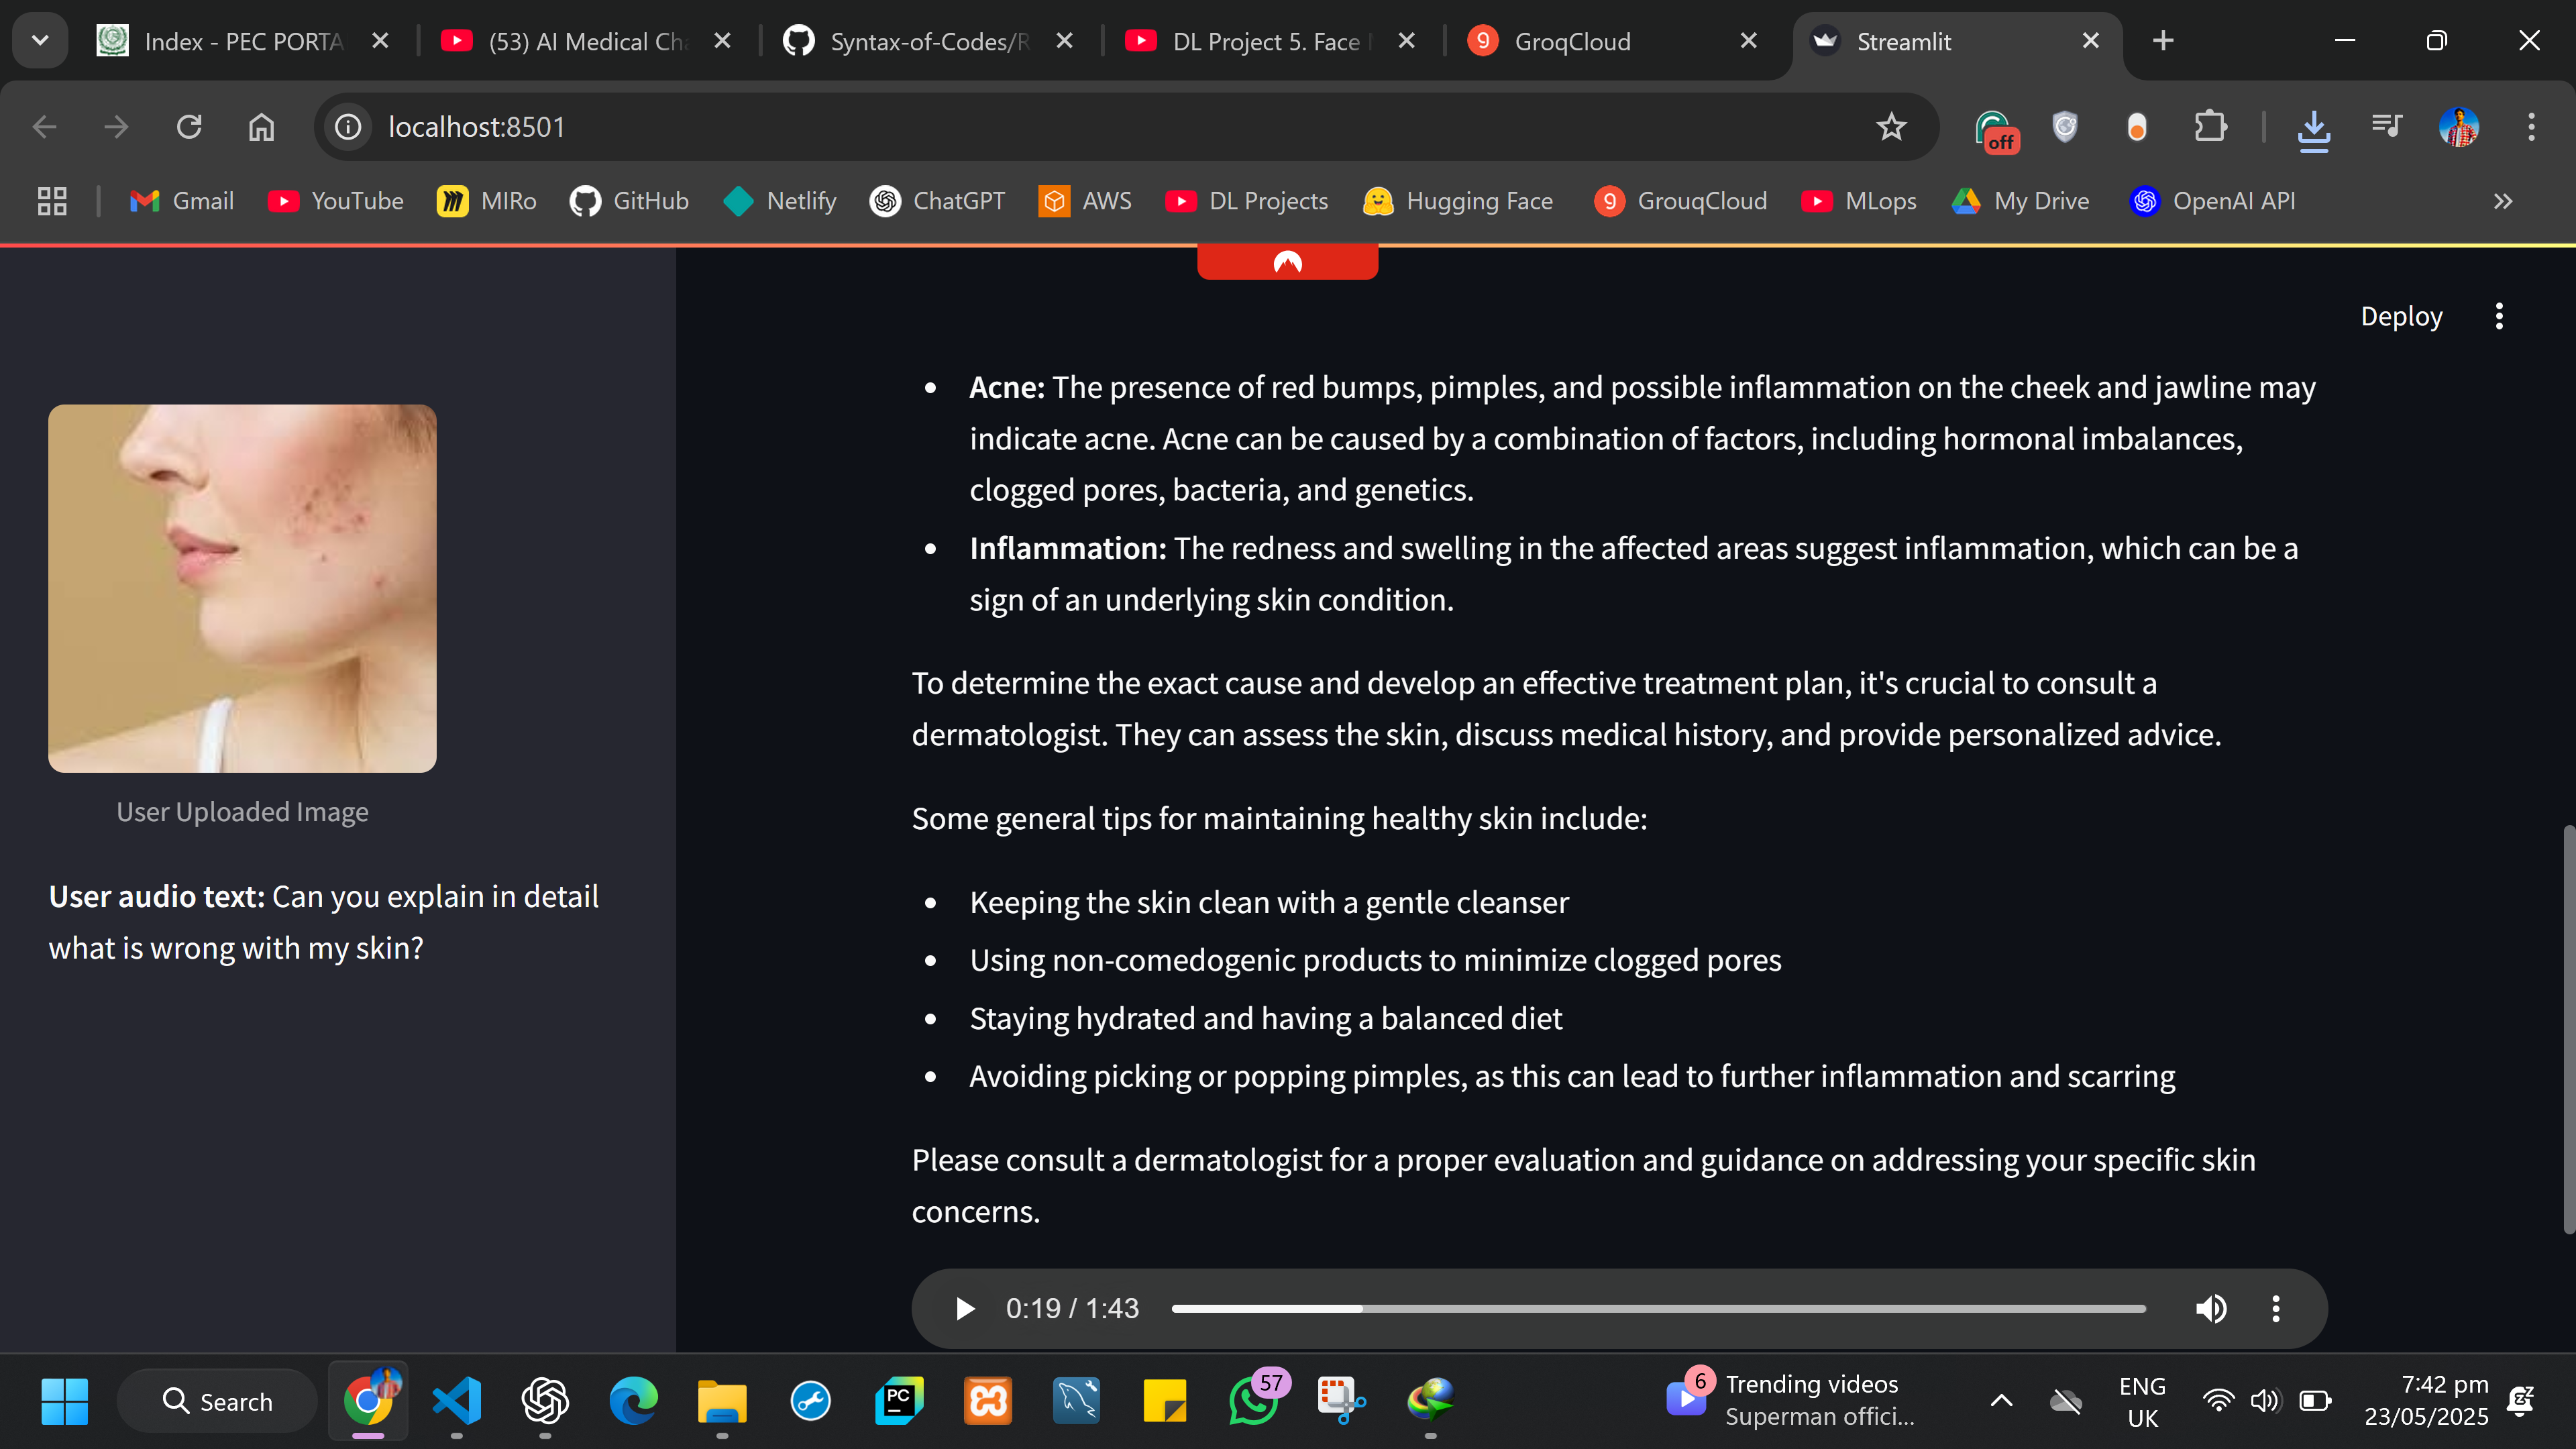 Index - PEC PORTA
(53) AI Medical Cha
Syntax-of-Codes/R
DL Project 5. Face
GroqCloud
Streamlit
localhost:8501
off
Gmail
YouTube
MIRo
GitHub
Netlify
ChatGPT
AWS
DL Projects
Hugging Face
GrouqCloud
MLops
My Drive
OpenAI API
Deploy
User Uploaded Image
User audio text: Can you explain in detail
what is wrong with my skin?
• Acne: The presence of red bumps, pimples, and possible inflammation on the cheek and jawline may
indicate acne. Acne can be caused by a combination of factors, including hormonal imbalances,
clogged pores, bacteria, and genetics.
• Inflammation: The redness and swelling in the affected areas suggest inflammation, which can be a
sign of an underlying skin condition.
To determine the exact cause and develop an effective treatment plan, it's crucial to consult a
dermatologist. They can assess the skin, discuss medical history, and provide personalized advice.
Some general tips for maintaining healthy skin include:
• Keeping the skin clean with a gentle cleanser
• Using non-comedogenic products to minimize clogged pores
• Staying hydrated and having a balanced diet
• Avoiding picking or popping pimples, as this can lead to further inflammation and scarring
Please consult a dermatologist for a proper evaluation and guidance on addressing your specific skin
concerns.
0:19 / 1:43
Search
PC
57
6
Trending videos
Superman offici...
ENG
UK
7:42 pm
23/05/2025